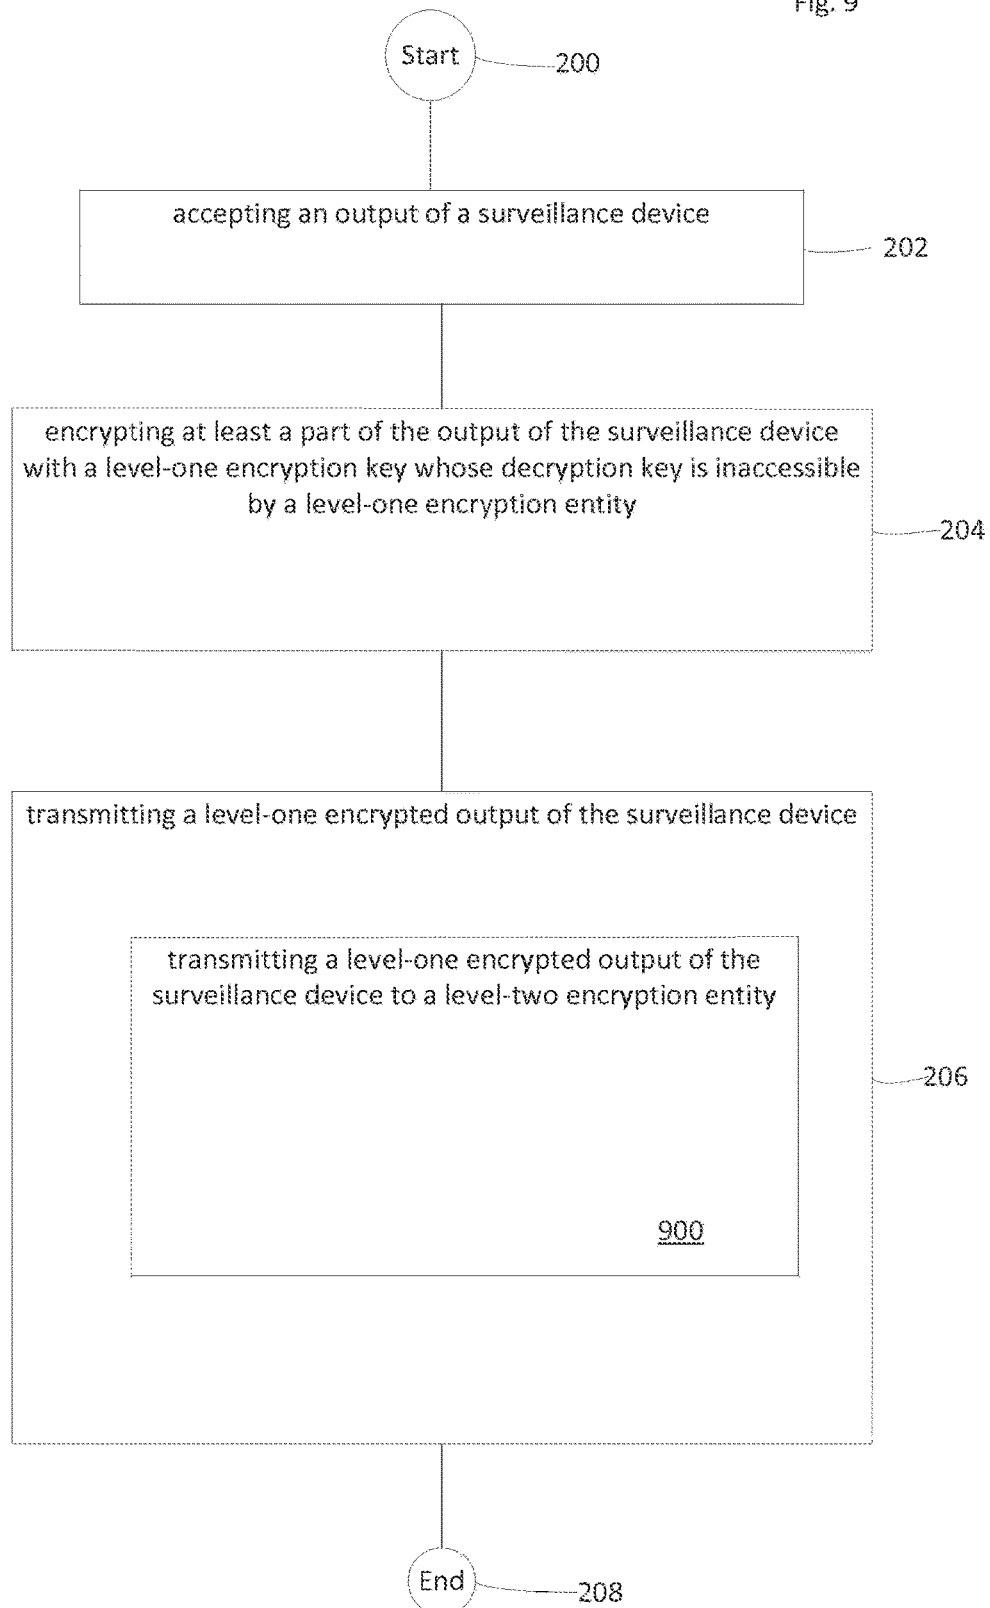 Fig. 9
Start
200
accepting an output of a surveillance device
202
encrypting at least a part of the output of the surveillance device
with a level-one encryption key whose decryption key is inaccessible
by a level-one encryption entity
204
transmitting a level-one encrypted output of the surveillance device
transmitting a level-one encrypted output of the
surveillance device to a level-two encryption entity
206
900
End
208